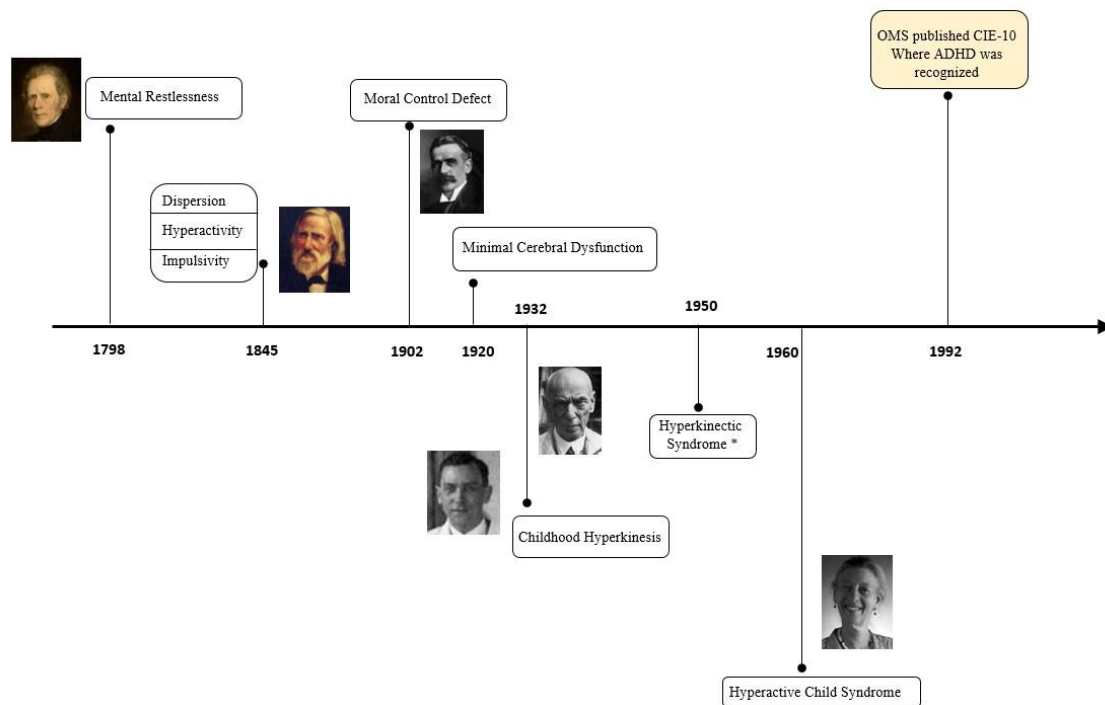 OMS published CIE-10
Where ADHD was
recognized
Mental Restlessness
Moral Control Defect
Dispersion
Hyperactivity
Impulsivity
Minimal Cerebral Dysfunction
1932
1950
1798
1845
1902
1920
1960
1992
Hyperkinectic
Syndrome *
Childhood Hyperkinesis
Hyperactive Child Syndrome